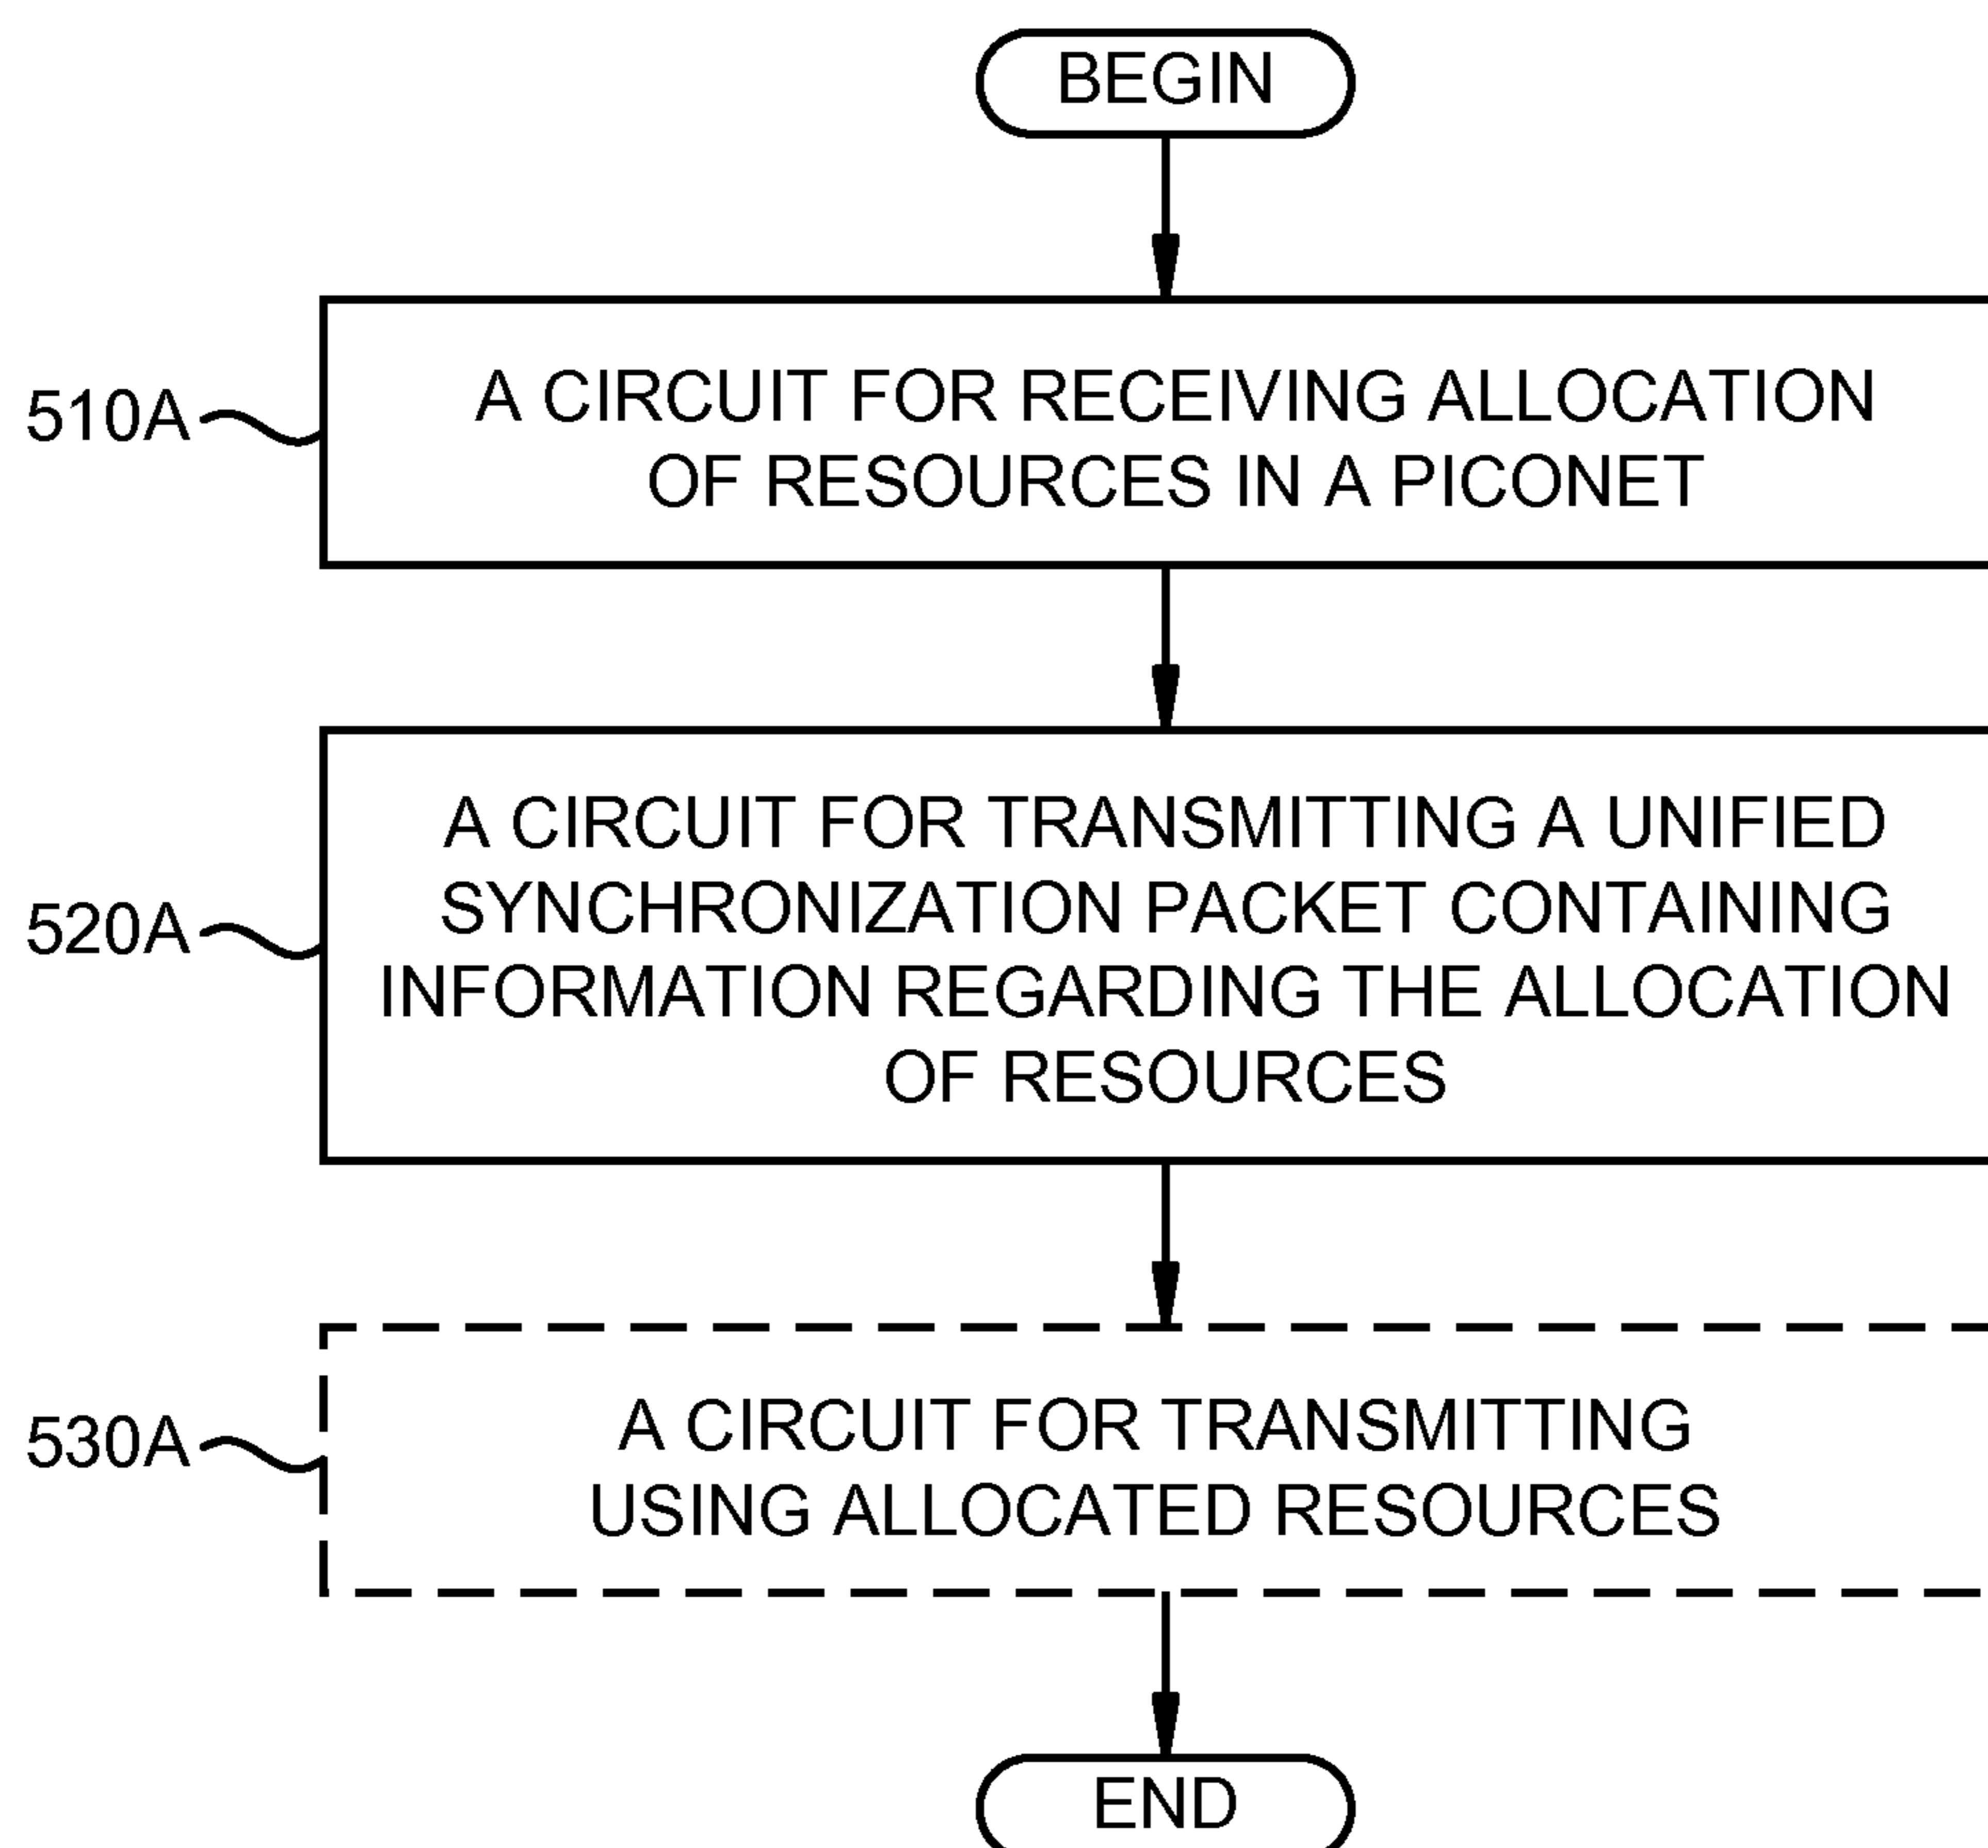 BEGIN
510A
A CIRCUIT FOR RECEIVING ALLOCATION
OF RESOURCES IN A PICONET
520A
A CIRCUIT FOR TRANSMITTING A UNIFIED
SYNCHRONIZATION PACKET CONTAINING
INFORMATION REGARDING THE ALLOCATION
OF RESOURCES
530A
A CIRCUIT FOR TRANSMITTING
USING ALLOCATED RESOURCES
END